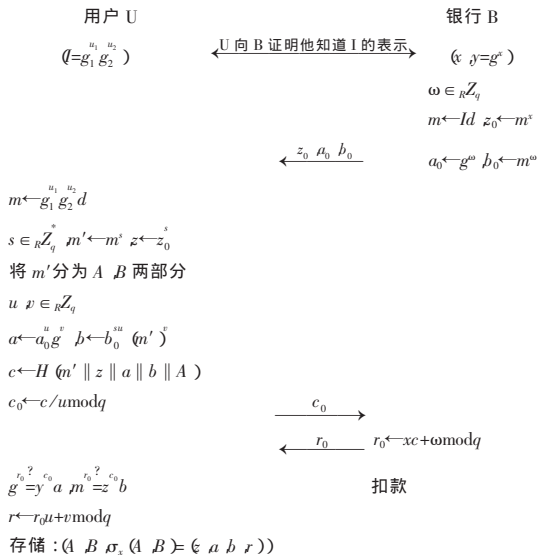 用户 U 银行 B
(I=g₁^{u₁}g₂^{u₂}) U 向 B 证明他知道 I 的表示 (x,y=g^x)
ω∈_R Z_q
m←Id,z₀←m^x
z₀,a₀,b₀ a₀←g^ω,b₀←m^ω
m←g₁^{u₁}g₂^{u₂}d
s∈_R Z_q^*,m′←m^s,z←z₀^s
将 m′分为 A,B 两部分
u,v∈_R Z_q
a←a₀^u g^v,b←b₀^{su}(m′)^v
c←H(m′‖z‖a‖b‖A)
c₀←c/umodq c₀
r₀ r₀←xc+ωmodq
g^{r₀}?=y^{c₀}a,m^{r₀}?=z^{c₀}b 扣款
r←r₀u+vmodq
存储:(A,B,σ_x(A,B)=(z,a,b,r))